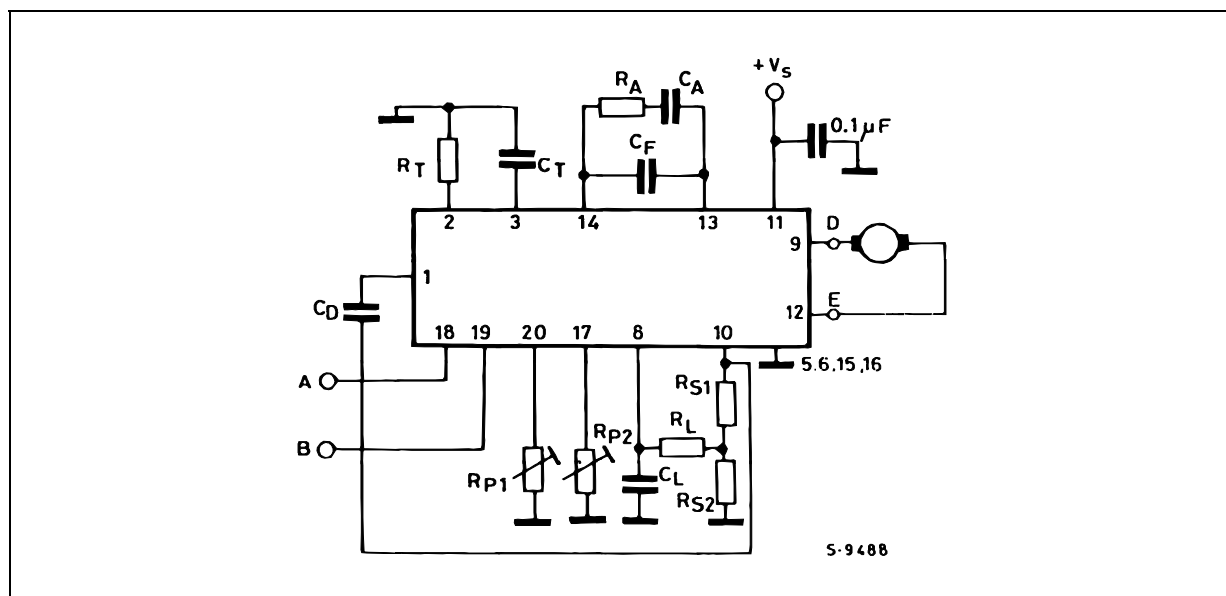 +Vs
RA CA
0.1µF
CF
RT
CT
2 3 14 13 11
D
9
1
CD
E
12
18 19 20 17 8 10
5.6,15,16
A
RS1
RL
RP2
B
RP1
CL
RS2
S-9488